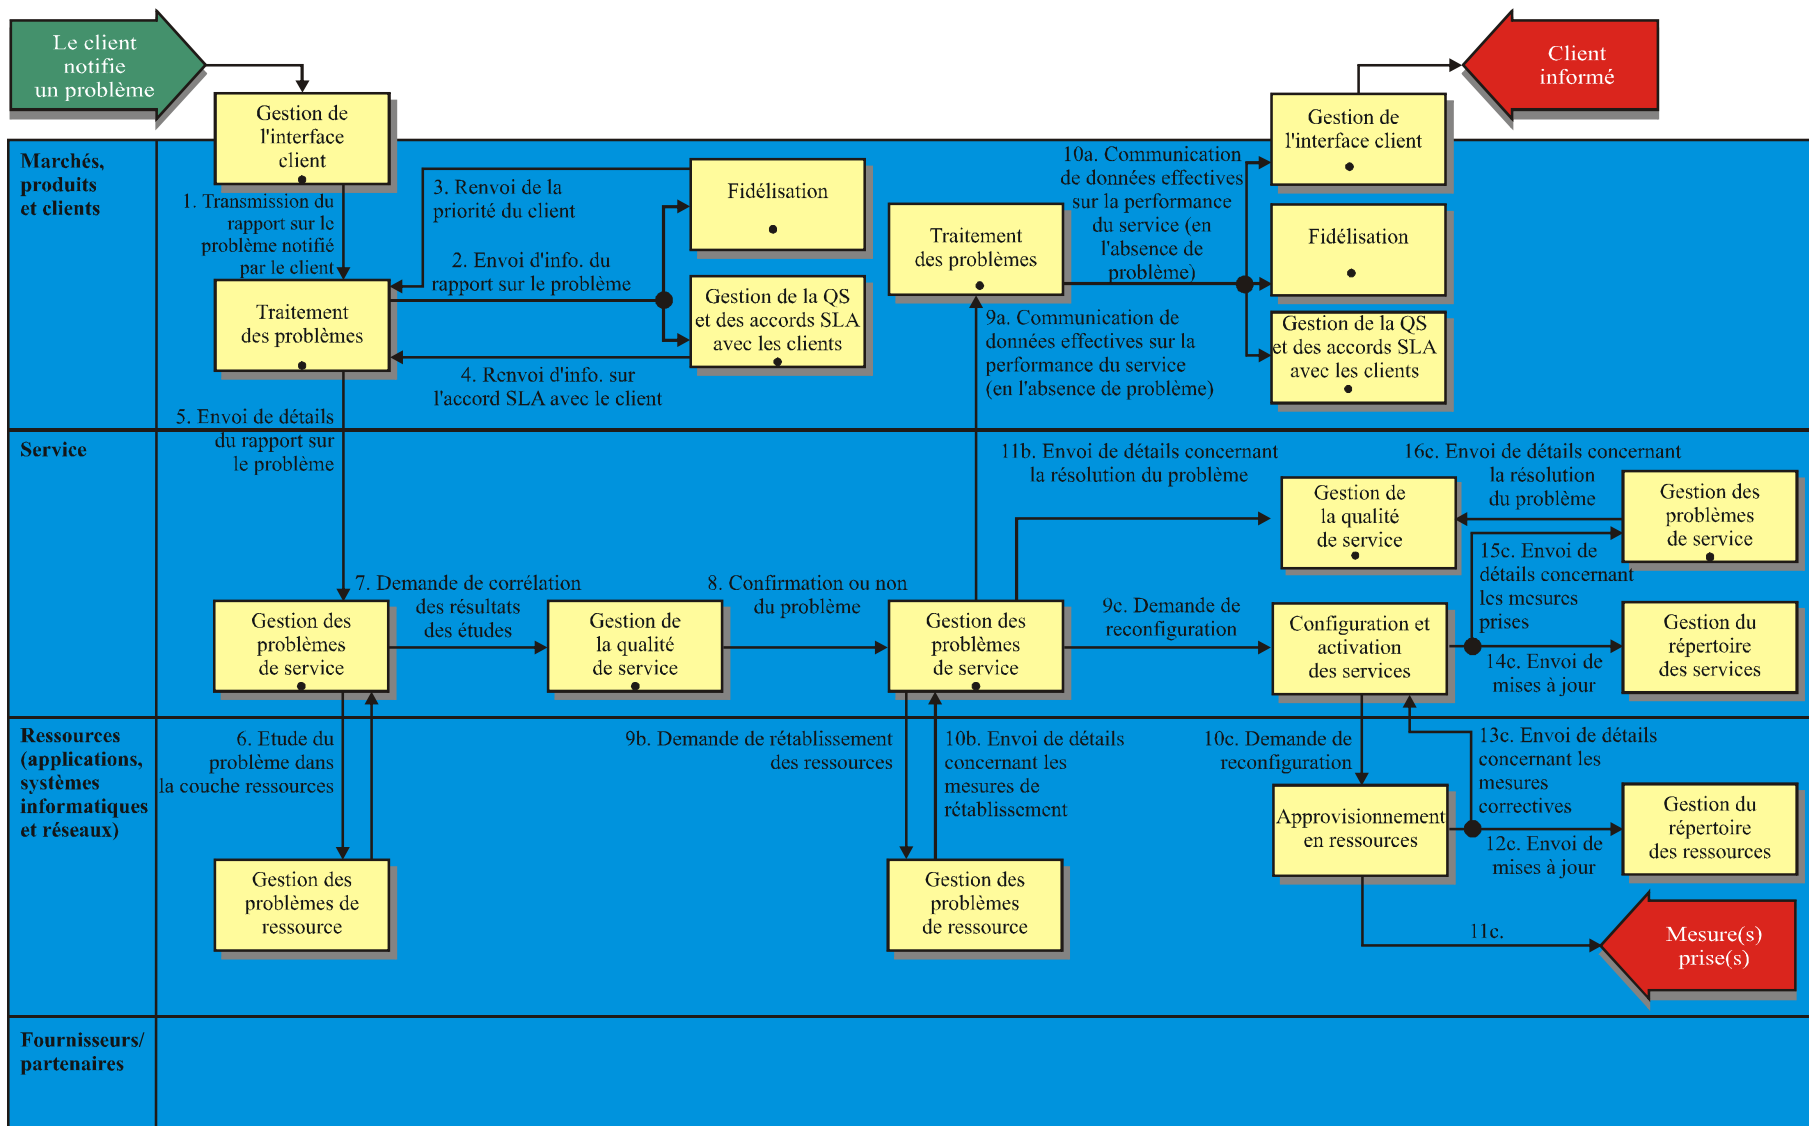 Le client
notifie
un problème
Client
informé
Gestion de
l'interface
client
Gestion de
l'interface client
Marchés,
produits
et clients
1. Transmission du
rapport sur le
problème notifié
par le client
3. Renvoi de la
priorité du client
Fidélisation
2. Envoi d'info. du
rapport sur le problème
Traitement
des problèmes
Gestion de la QS
et des accords SLA
avec les clients
4. Renvoi d'info. sur
l'accord SLA avec le client
Traitement
des problèmes
10a. Communication
de données effectives
sur la performance
du service (en
l'absence de
problème)
Fidélisation
9a. Communication de
données effectives sur la
performance du service
(en l'absence de problème)
Gestion de la QS
et des accords SLA
avec les clients
5. Envoi de détails
du rapport sur
le problème
Service
11b. Envoi de détails concernant
la résolution du problème
16c. Envoi de détails concernant
la résolution
du problème
Gestion de
la qualité
de service
Gestion des
problèmes
de service
15c. Envoi de
détails concernant
les mesures
prises
7. Demande de corrélation
des résultats
des études
8. Confirmation ou non
du problème
9c. Demande de
reconfiguration
Gestion des
problèmes
de service
Gestion de
la qualité
de service
Gestion des
problèmes
de service
Configuration et
activation
des services
Gestion du
répertoire
des services
14c. Envoi de
mises à jour
Ressources
(applications,
systèmes
informatiques
et réseaux)
6. Etude du
problème dans
la couche ressources
9b. Demande de rétablissement
des ressources
10b. Envoi de détails
concernant les
mesures de
rétablissement
10c. Demande de
reconfiguration
13c. Envoi de détails
concernant les
mesures
correctives
Approvisionnement
en ressources
Gestion du
répertoire
des ressources
12c. Envoi de
mises à jour
Gestion des
problèmes de
ressource
Gestion des
problèmes
de ressource
11c.
Mesure(s)
prise(s)
Fournisseurs/
partenaires